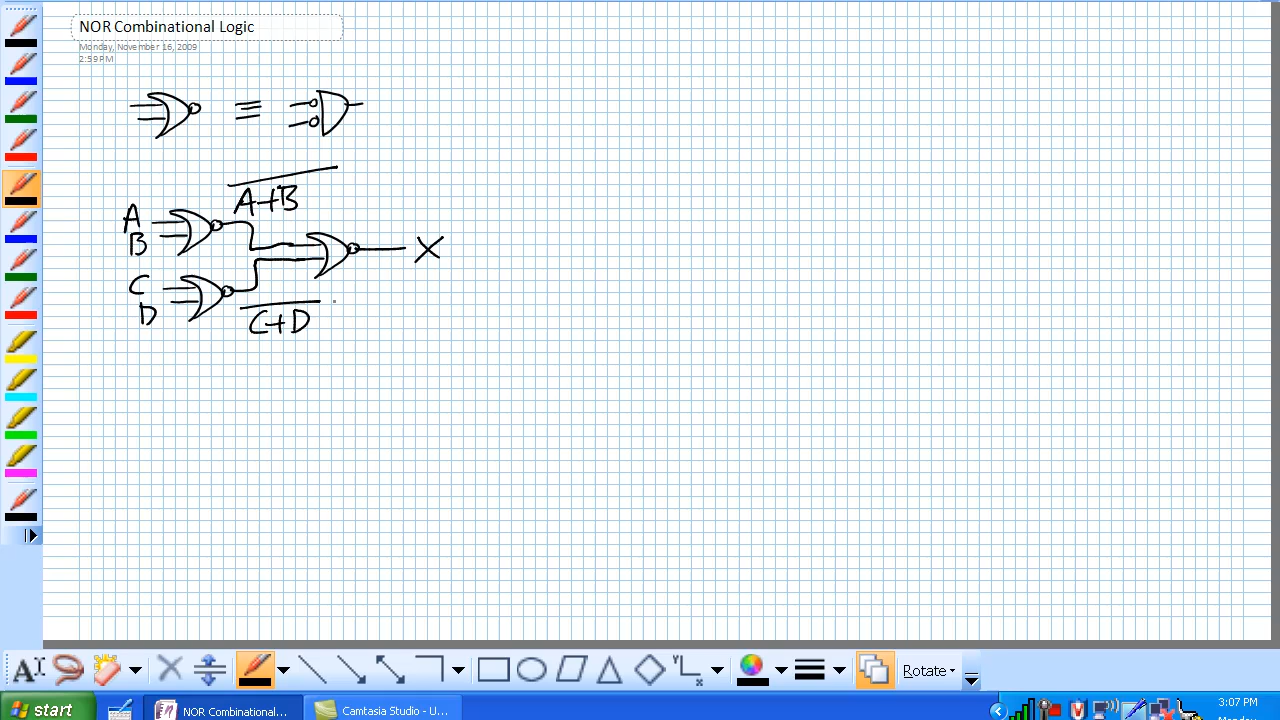 NOR Combinational Logic
Monday, November 16, 2009
2:59 PM
≡
A+B
A
B
X
C
D
C+D
A
Rotate
start
NOR Combinational...
Camtasia Studio - U...
3:07 PM
Monday